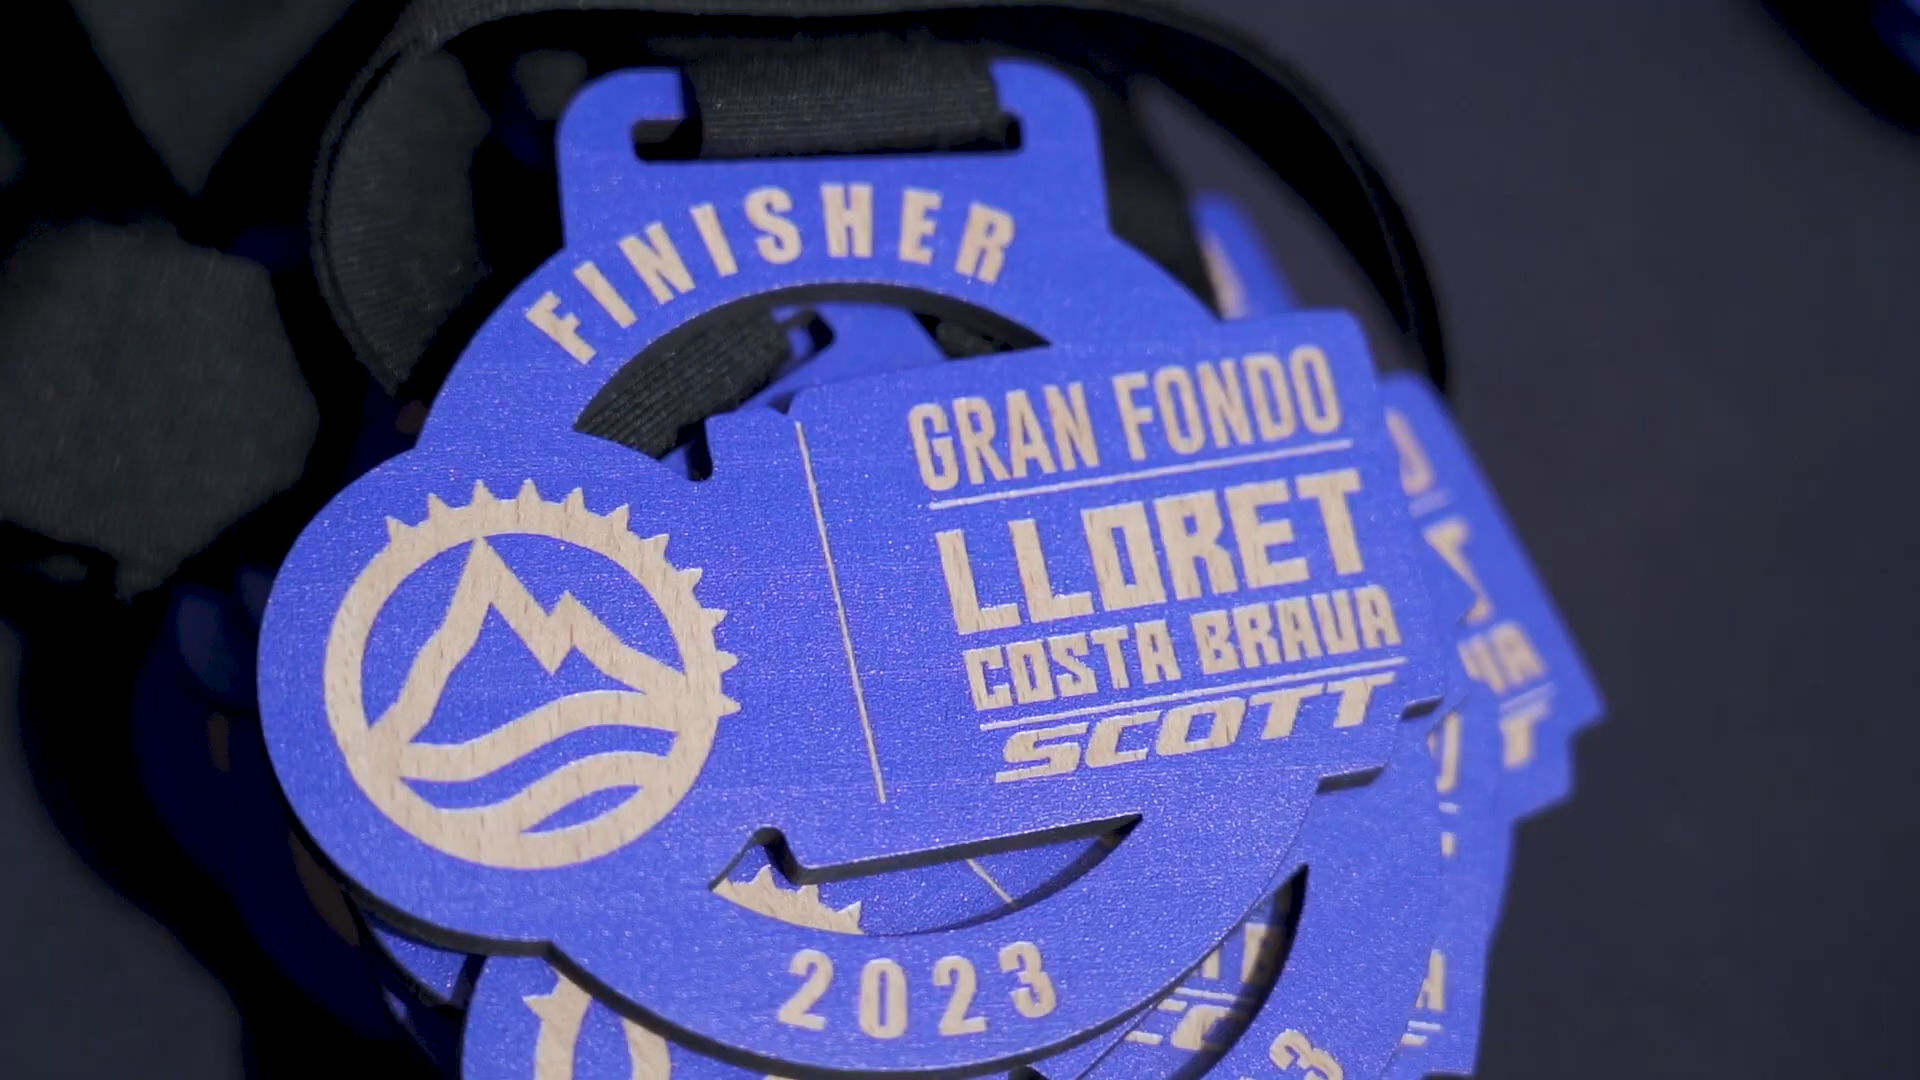 FINISHER
GRAN FONDO
LLORET
COSTA BRAVA
SCOTT
2023